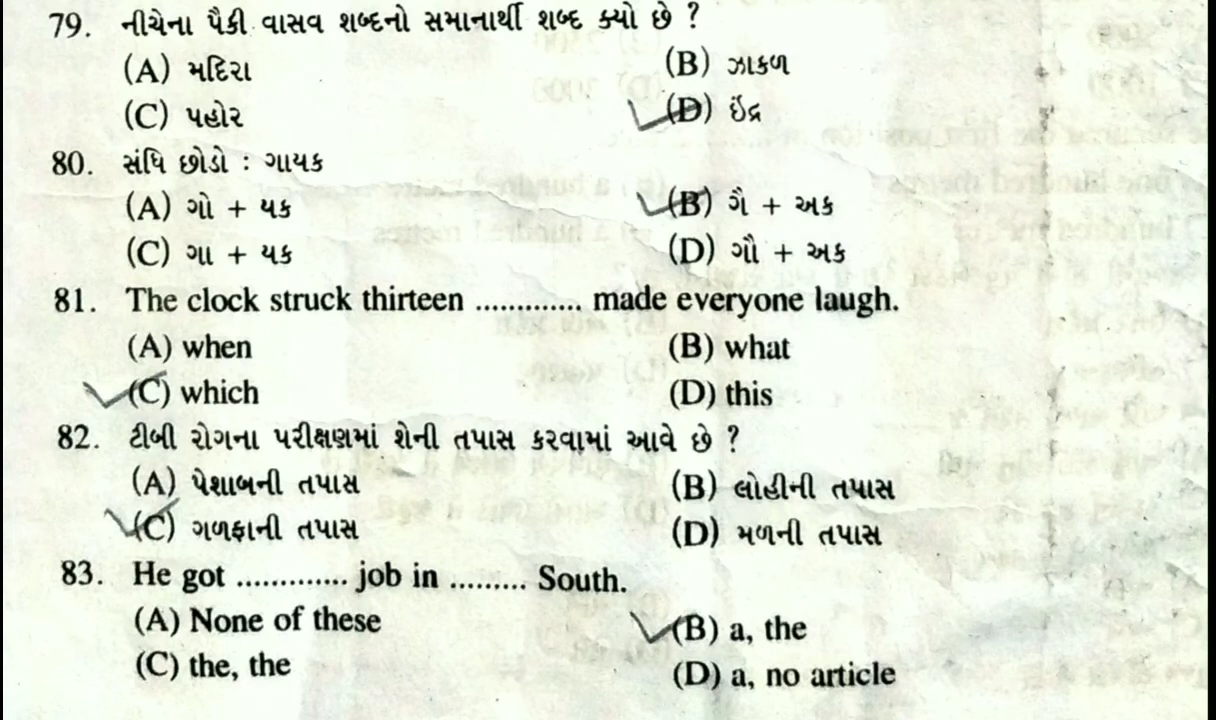 79. નીચેના પૈકી વાસવ શબ્દનો સમાનાર્થી શબ્દ ક્યો છે ?
(A) મદિરા (B) ઝાકળ
(C) પહોર (D) ઈંદ્ર
80. સંધિ છોડો : ગાયક
(A) ગો + યક (B) ગૈ + અક
(C) ગા + યક (D) ગૌ + અક
81. The clock struck thirteen ............. made everyone laugh.
(A) when (B) what
(C) which (D) this
82. ટીબી રોગના પરીક્ષણમાં શેની તપાસ કરવામાં આવે છે ?
(A) પેશાબની તપાસ (B) લોહીની તપાસ
(C) ગળફાની તપાસ (D) મળની તપાસ
83. He got ............. job in ......... South.
(A) None of these (B) a, the
(C) the, the (D) a, no article